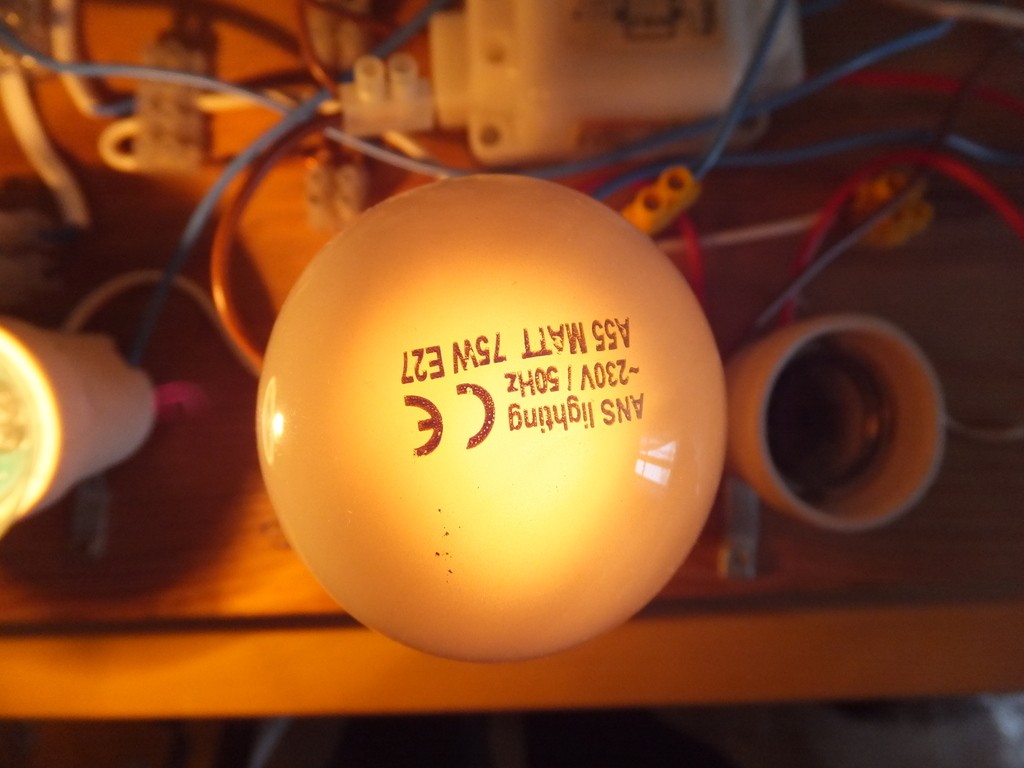 ANS lighting
~230V / 50Hz
A55 MATT 75W E27
CE